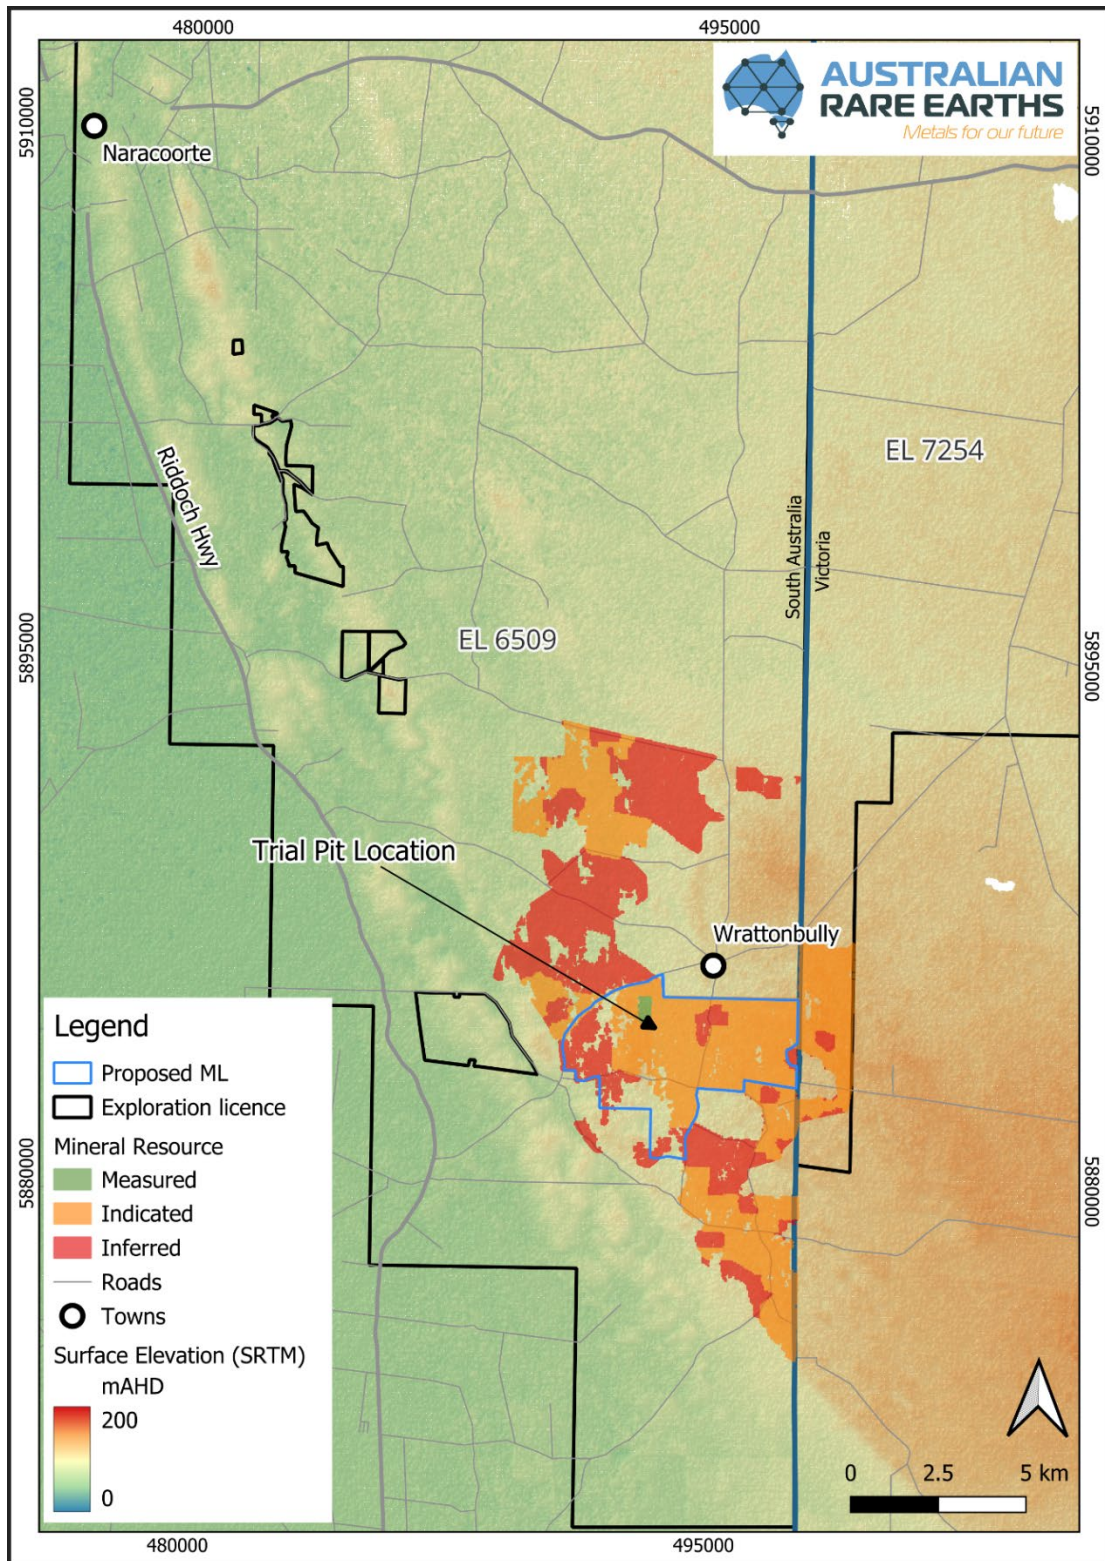 480000
495000
AUSTRALIAN
RARE EARTHS
Metals for our future
5910000
5910000
Naracoorte
Riddoch Hwy
EL 7254
South Australia
Victoria
5895000
EL 6509
5895000
Trial Pit Location
Wrattonbully
Legend
Proposed ML
Exploration licence
Mineral Resource
Measured
Indicated
Inferred
Roads
Towns
Surface Elevation (SRTM)
mAHD
200
0
5880000
5880000
0 2.5 5 km
480000
495000